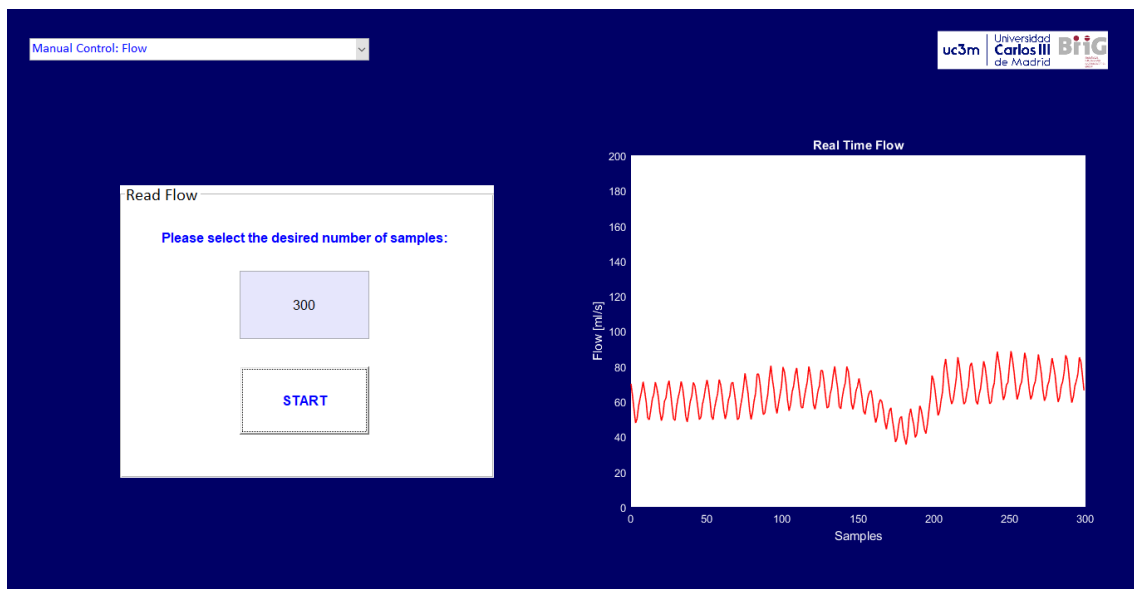 Manual Control: Flow
uc3m
Universidad
Carlos III
de Madrid
BiiG
Read Flow
Please select the desired number of samples:
300
START
Real Time Flow
200
180
160
140
120
100
80
60
40
20
0
Flow [ml/s]
0 50 100 150 200 250 300
Samples